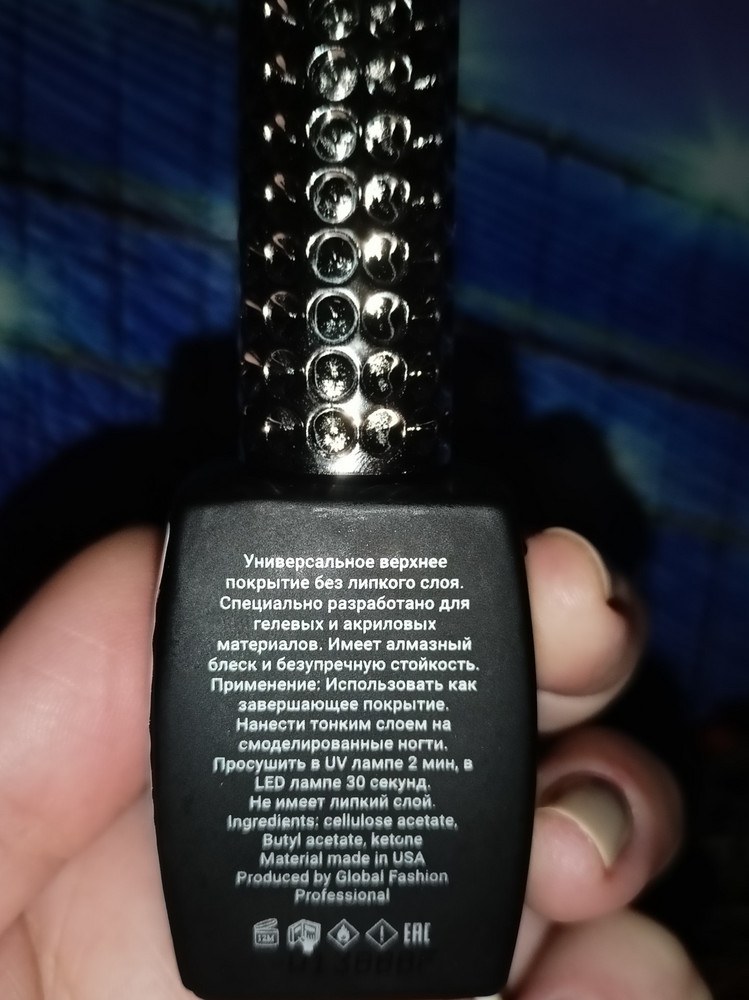 Универсальное верхнее
покрытие без липкого слоя.
Специально разработано для
гелевых и акриловых
материалов. Имеет алмазный
блеск и безупречную стойкость.
Применение: Использовать как
завершающее покрытие.
Нанести тонким слоем на
смоделированные ногти.
Просушить в UV лампе 2 мин, в
LED лампе 30 секунд.
Не имеет липкий слой.
Ingredients: cellulose acetate,
Butyl acetate, ketone
Material made in USA
Produced by Global Fashion
Professional
12M EAC